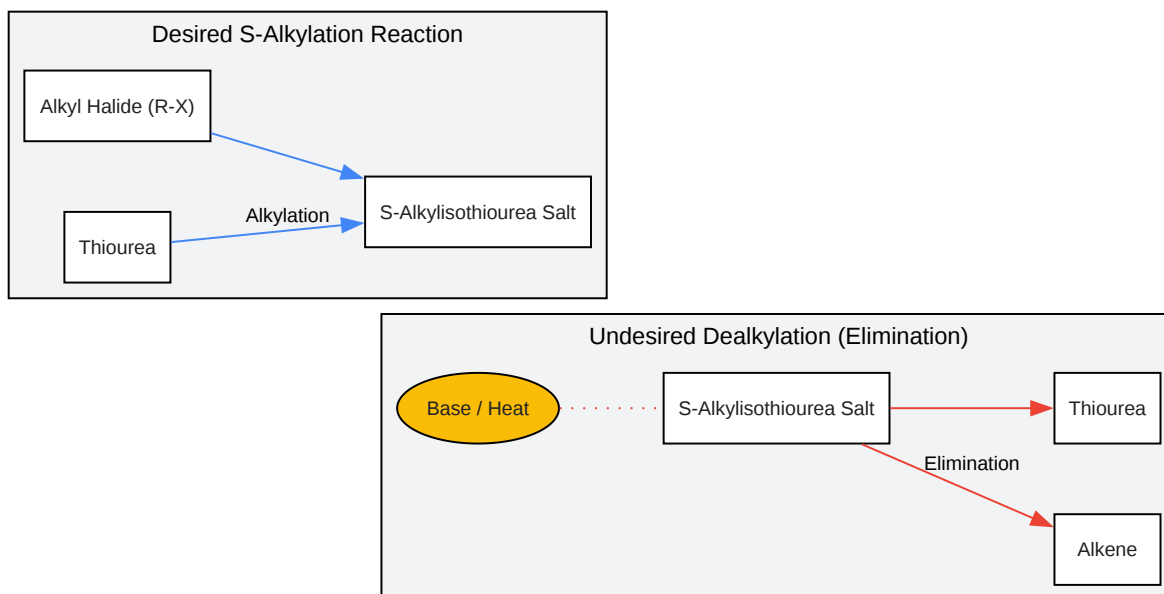 Desired S-Alkylation Reaction
Alkyl Halide (R-X)
S-Alkylisothiourea Salt
Alkylation
Thiourea
Undesired Dealkylation (Elimination)
Base / Heat
S-Alkylisothiourea Salt
Thiourea
Elimination
Alkene